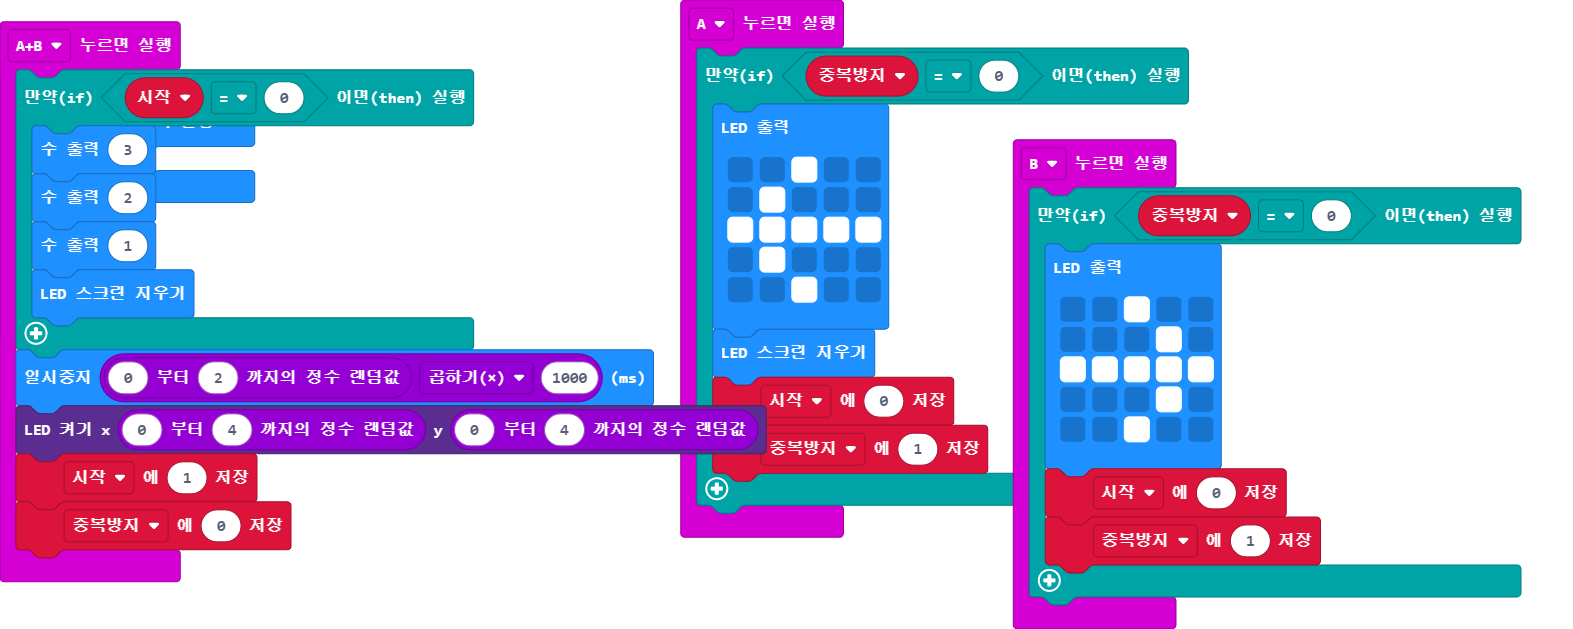 A+B 누르면 실행
만약(if) 시작 = 0 이면(then) 실행
수 출력 3
수 출력 2
수 출력 1
LED 스크린 지우기
일시중지 0 부터 2 까지의 정수 랜덤값 곱하기(×) 1000 (ms)
LED 켜기 x 0 부터 4 까지의 정수 랜덤값 y 0 부터 4 까지의 정수 랜덤값
시작 에 1 저장
중복방지 에 0 저장
A 누르면 실행
만약(if) 중복방지 = 0 이면(then) 실행
LED 출력
LED 스크린 지우기
시작 에 0 저장
중복방지 에 1 저장
B 누르면 실행
만약(if) 중복방지 = 0 이면(then) 실행
LED 출력
시작 에 0 저장
중복방지 에 1 저장